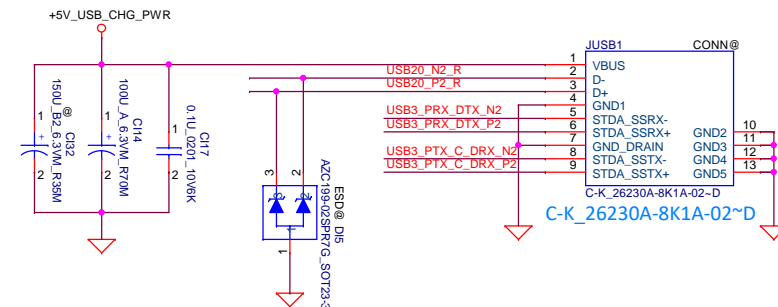 +5V_USB_CHG_PWR
JUSB1
CONN@
1
VBUS
USB20_N2_R
2
D-
USB20_P2_R
3
D+
4
GND1
USB3_PRX_DTX_N2
5
STDA_SSRX-
USB3_PRX_DTX_P2
6
STDA_SSRX+
GND2
10
7
GND_DRAIN
GND3
11
USB3_PTX_C_DRX_N2
8
STDA_SSTX-
GND4
12
USB3_PTX_C_DRX_P2
9
STDA_SSTX+
GND5
13
C-K_26230A-8K1A-02~D
C-K_26230A-8K1A-02~D
1
+
2
@
CI32
150U_B2_6.3VM_R35M
1
+
2
CI14
100U_A_6.3VM_R70M
1
2
CI17
0.1U_0201_10V6K
3
2
1
ESD@
DI5
AZC199-02SPR7G_SOT23-3